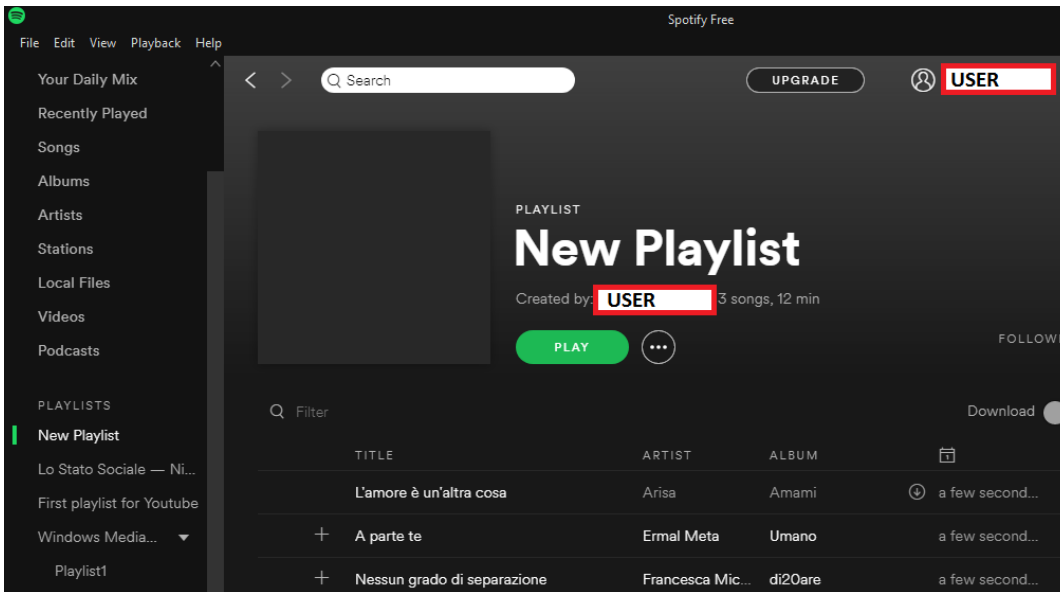 Spotify Free
File Edit View Playback Help
Your Daily Mix
Recently Played
Songs
Albums
Artists
Stations
Local Files
Videos
Podcasts
PLAYLISTS
New Playlist
Lo Stato Sociale — Ni...
First playlist for Youtube
Windows Media...
Playlist1
Search
UPGRADE
USER
PLAYLIST
New Playlist
Created by: USER 3 songs, 12 min
PLAY
FOLLOW
Filter
Download
TITLE ARTIST ALBUM
L'amore è un'altra cosa Arisa Amami a few second...
A parte te Ermal Meta Umano a few second...
Nessun grado di separazione Francesca Mic... di20are a few second...